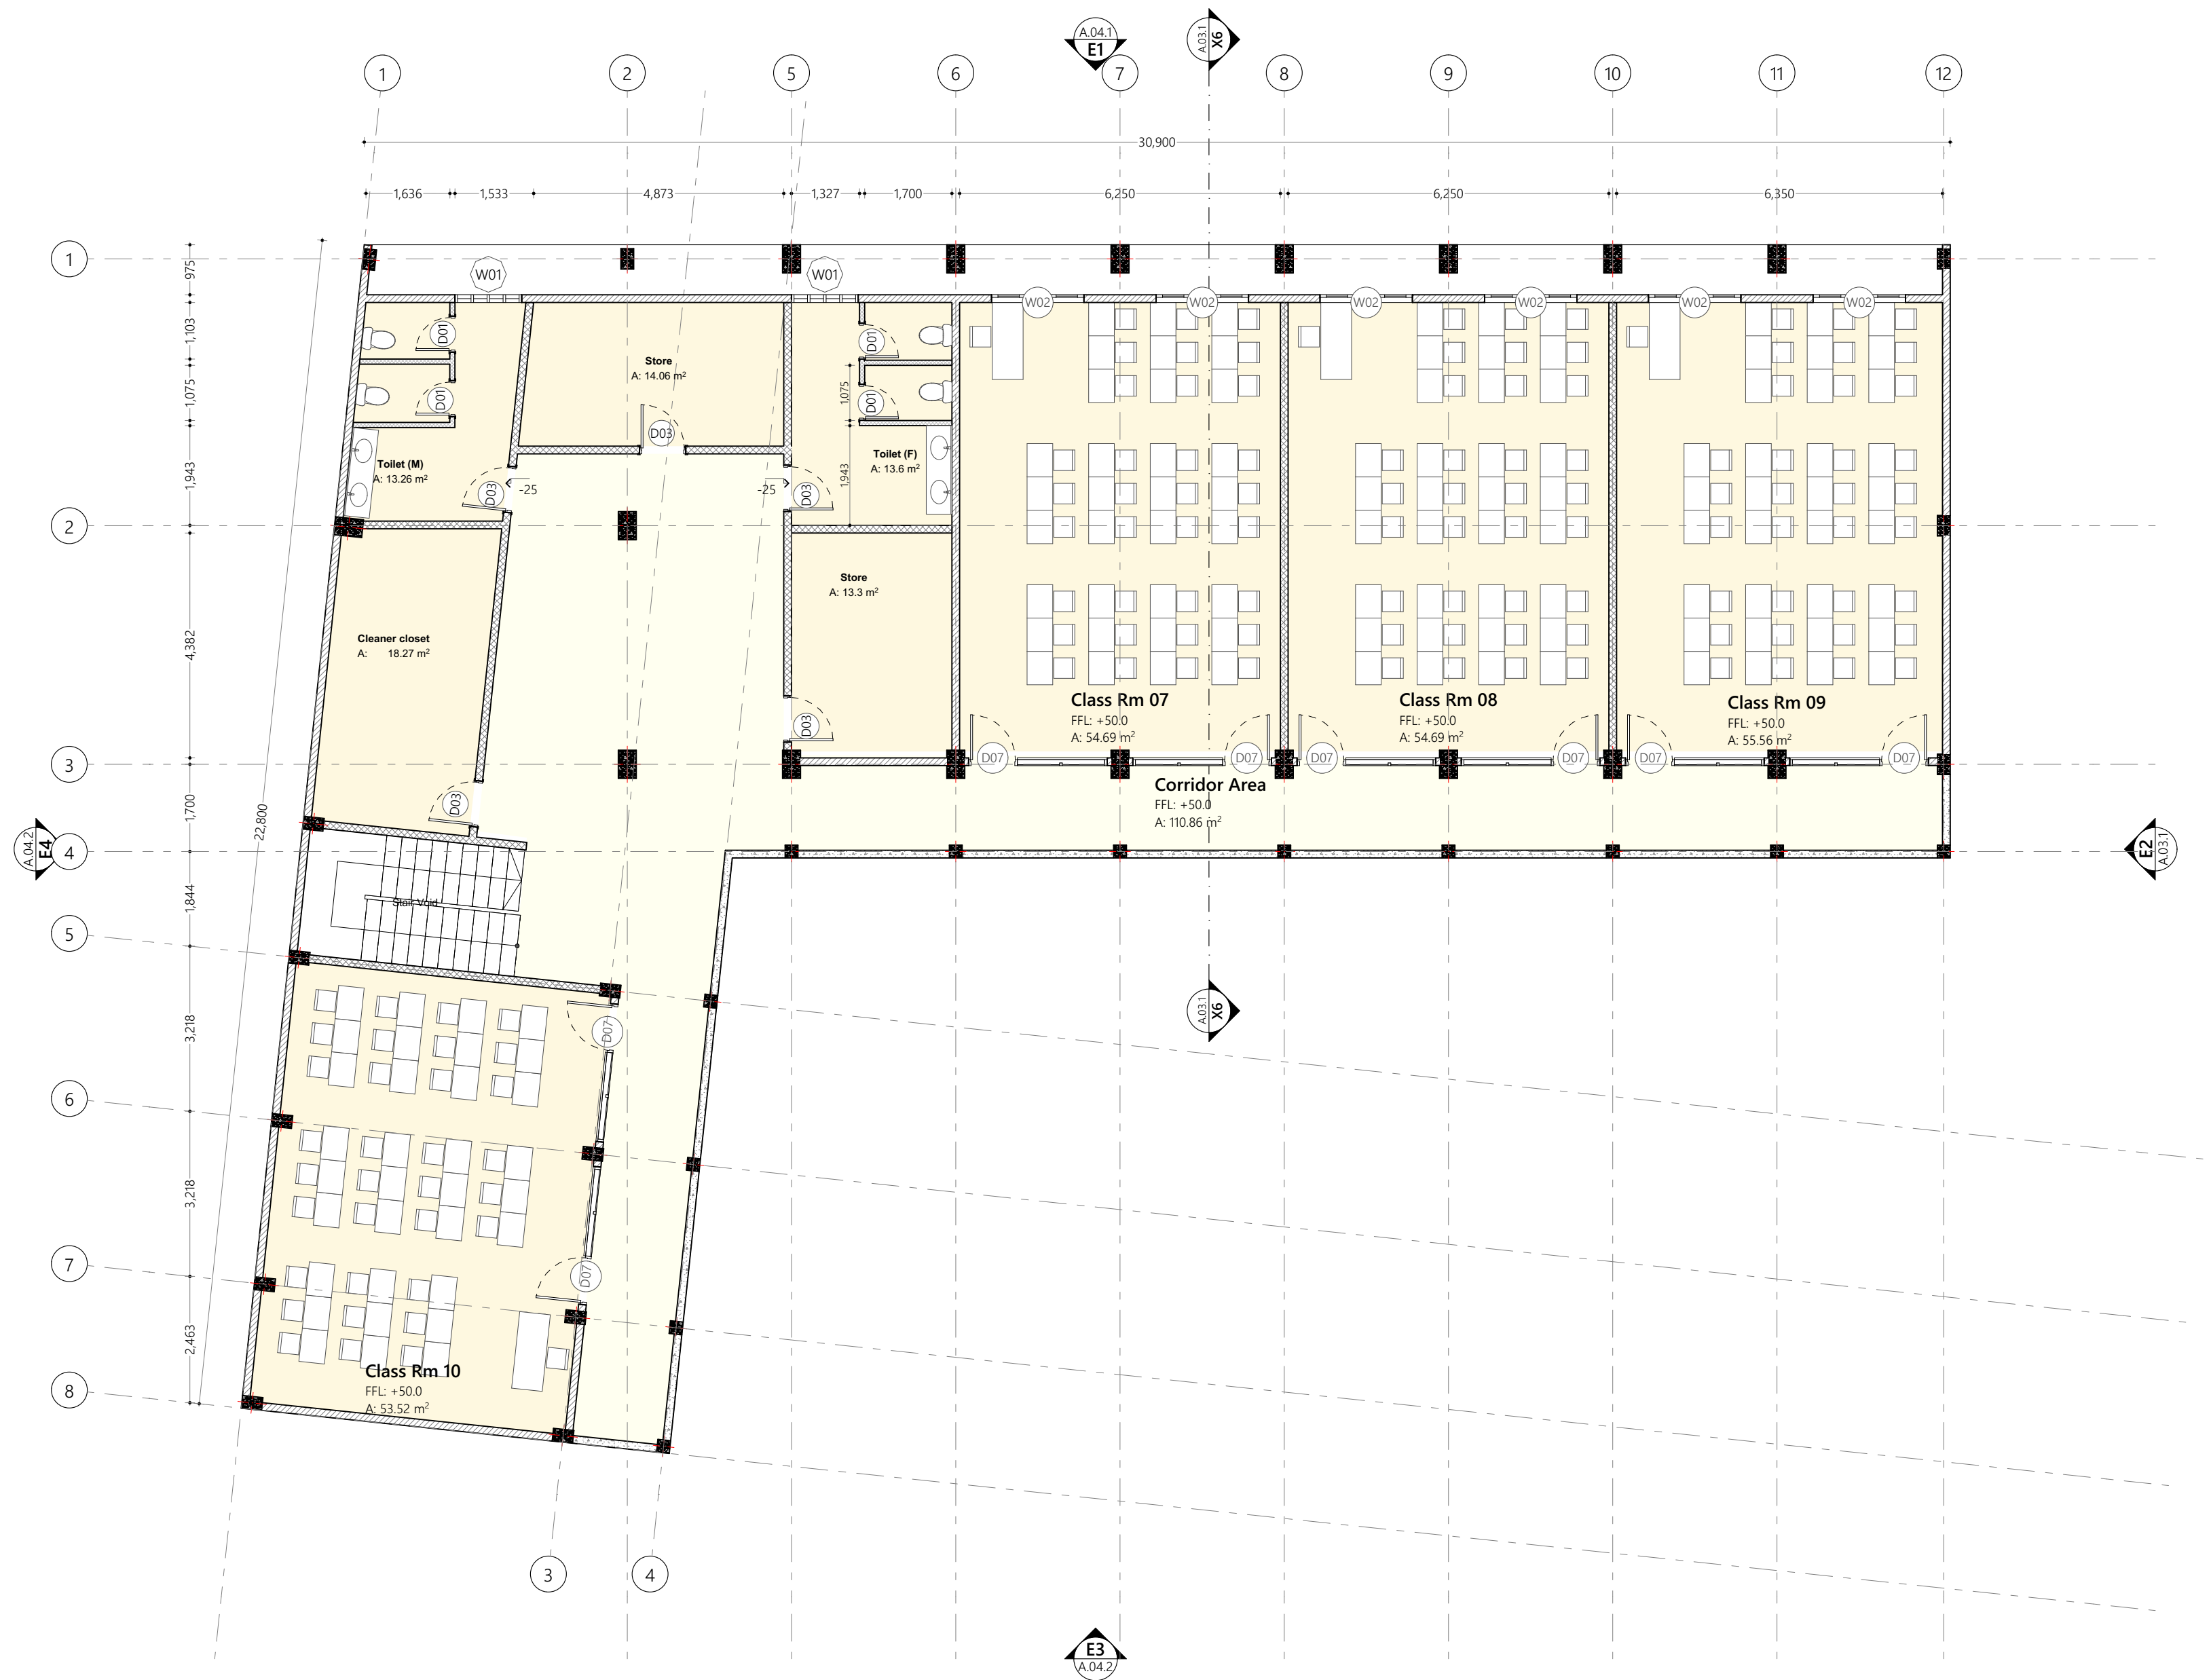 A.04.1
E1
A.03.1
X6
1
2
5
6
7
8
9
10
11
12
30,900
1,636
1,533
4,873
1,327
1,700
6,250
6,250
6,350
1
975
W01
W01
W02
W02
W02
W02
W02
W02
1,103
D01
D01
Store
A: 14.06 m²
1,075
D01
1,075
D01
D03
Toilet (M)
A: 13.26 m²
Toilet (F)
A: 13.6 m²
1,943
1,943
D03
-25
-25
D03
2
Store
A: 13.3 m²
Cleaner closet
A: 18.27 m²
4,382
Class Rm 07
FFL: +50.0
A: 54.69 m²
Class Rm 08
FFL: +50.0
A: 54.69 m²
Class Rm 09
FFL: +50.0
A: 55.56 m²
D03
D07
D07
D07
D07
D07
D07
3
Corridor Area
FFL: +50.0
A: 110.86 m²
D03
1,700
22,800
A.04.2
E4
4
E2
A.03.1
1,844
Stair Void
5
A.03.1
X6
D07
3,218
6
3,218
7
D07
2,463
Class Rm 10
FFL: +50.0
A: 53.52 m²
8
3
4
E3
A.04.2